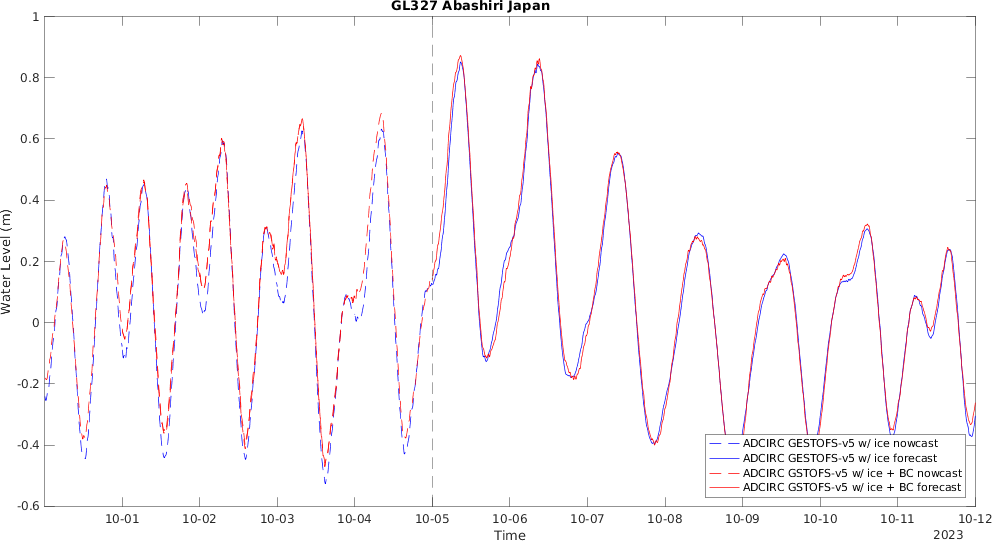 GL327 Abashiri Japan
1
0.8
0.6
0.4
0.2
0
-0.2
-0.4
-0.6
Water Level (m)
ADCIRC GESTOFS-v5 w/ ice nowcast
ADCIRC GESTOFS-v5 w/ ice forecast
ADCIRC GSTOFS-v5 w/ ice + BC nowcast
ADCIRC GSTOFS-v5 w/ ice + BC forecast
10-01 10-02 10-03 10-04 10-05 10-06 10-07 10-08 10-09 10-10 10-11 10-12
Time
2023